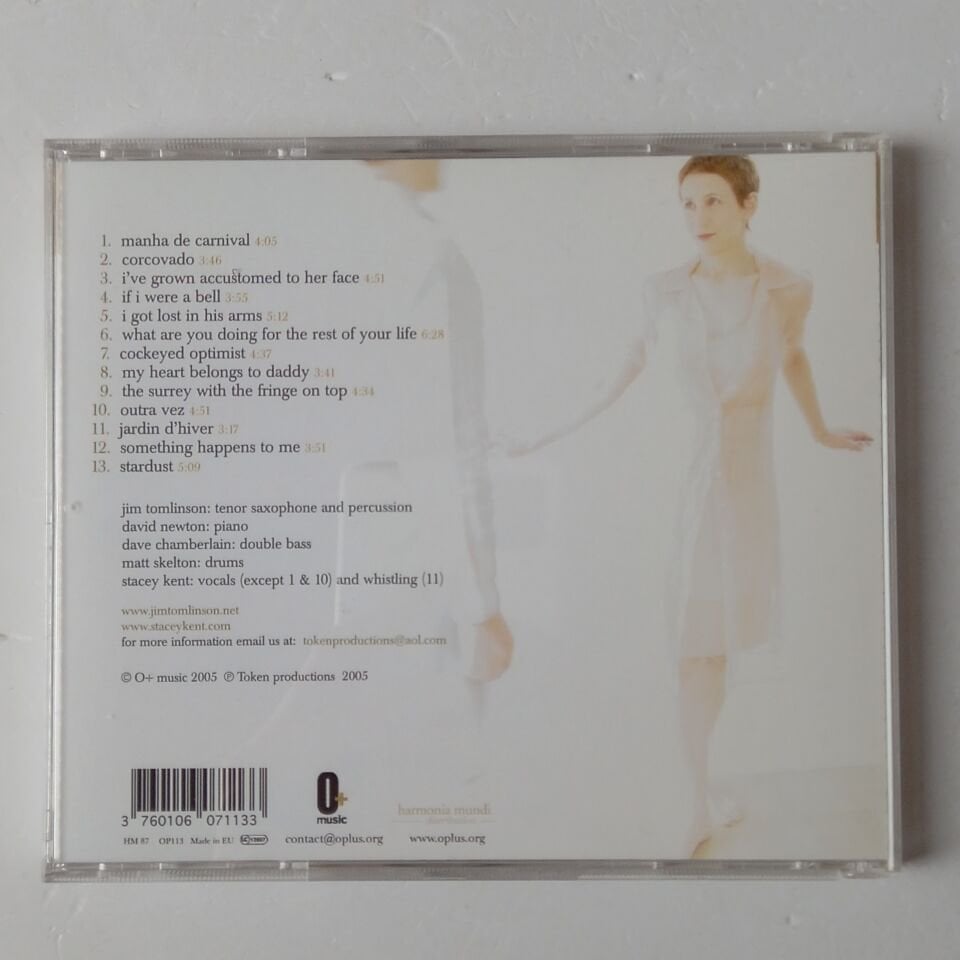 1. manha de carnival 4:05
2. corcovado 3:46
3. i've grown accustomed to her face 4:51
4. if i were a bell 3:55
5. i got lost in his arms 5:12
6. what are you doing for the rest of your life 6:28
7. cockeyed optimist 4:37
8. my heart belongs to daddy 3:41
9. the surrey with the fringe on top 4:34
10. outra vez 4:51
11. jardin d'hiver 3:17
12. something happens to me 3:51
13. stardust 5:09
jim tomlinson: tenor saxophone and percussion
david newton: piano
dave chamberlain: double bass
matt skelton: drums
stacey kent: vocals (except 1 & 10) and whistling (11)
www.jimtomlinson.net
www.staceykent.com
for more information email us at: tokenproductions@aol.com
© O+ music 2005 ℗ Token productions 2005
O+
music
harmonia mundi
distribution
3 760106 071133
HM 87 OP113 Made in EU contact@oplus.org www.oplus.org